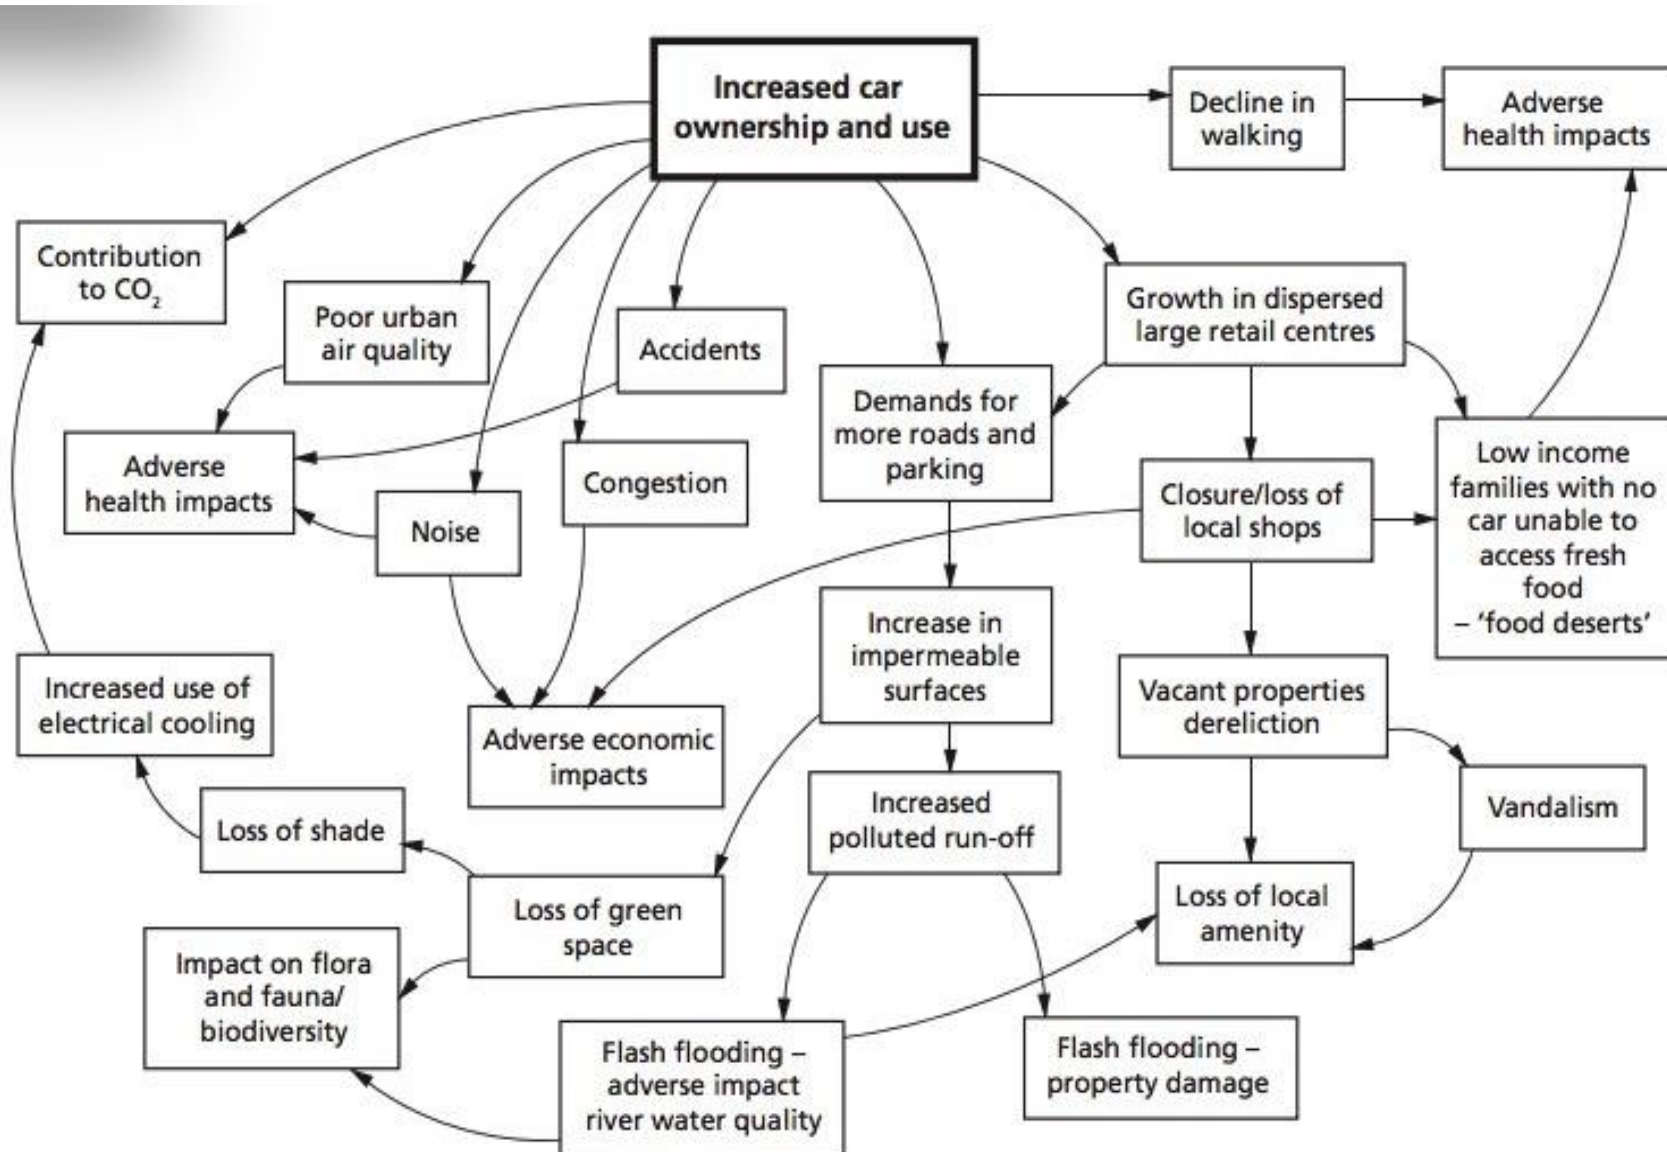 Increased car
ownership and use
Decline in
walking
Adverse
health impacts
Contribution
to CO₂
Poor urban
air quality
Accidents
Growth in dispersed
large retail centres
Adverse
health impacts
Noise
Congestion
Demands for
more roads and
parking
Closure/loss of
local shops
Low income
families with no
car unable to
access fresh
food
– ‘food deserts’
Increased use of
electrical cooling
Adverse economic
impacts
Increase in
impermeable
surfaces
Vacant properties
dereliction
Loss of shade
Increased
polluted run-off
Vandalism
Loss of green
space
Loss of local
amenity
Impact on flora
and fauna/
biodiversity
Flash flooding –
adverse impact
river water quality
Flash flooding –
property damage